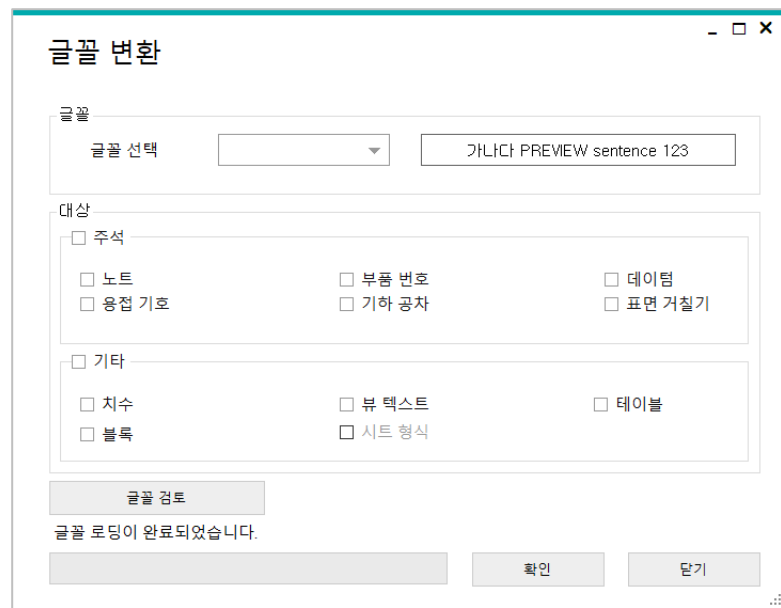 글꼴 변환
글꼴
글꼴 선택 가나다 PREVIEW sentence 123
대상
주석
노트 부품 번호 데이텀
용접 기호 기하 공차 표면 거칠기
기타
치수 뷰 텍스트 테이블
블록 시트 형식
글꼴 검토
글꼴 로딩이 완료되었습니다.
확인 닫기